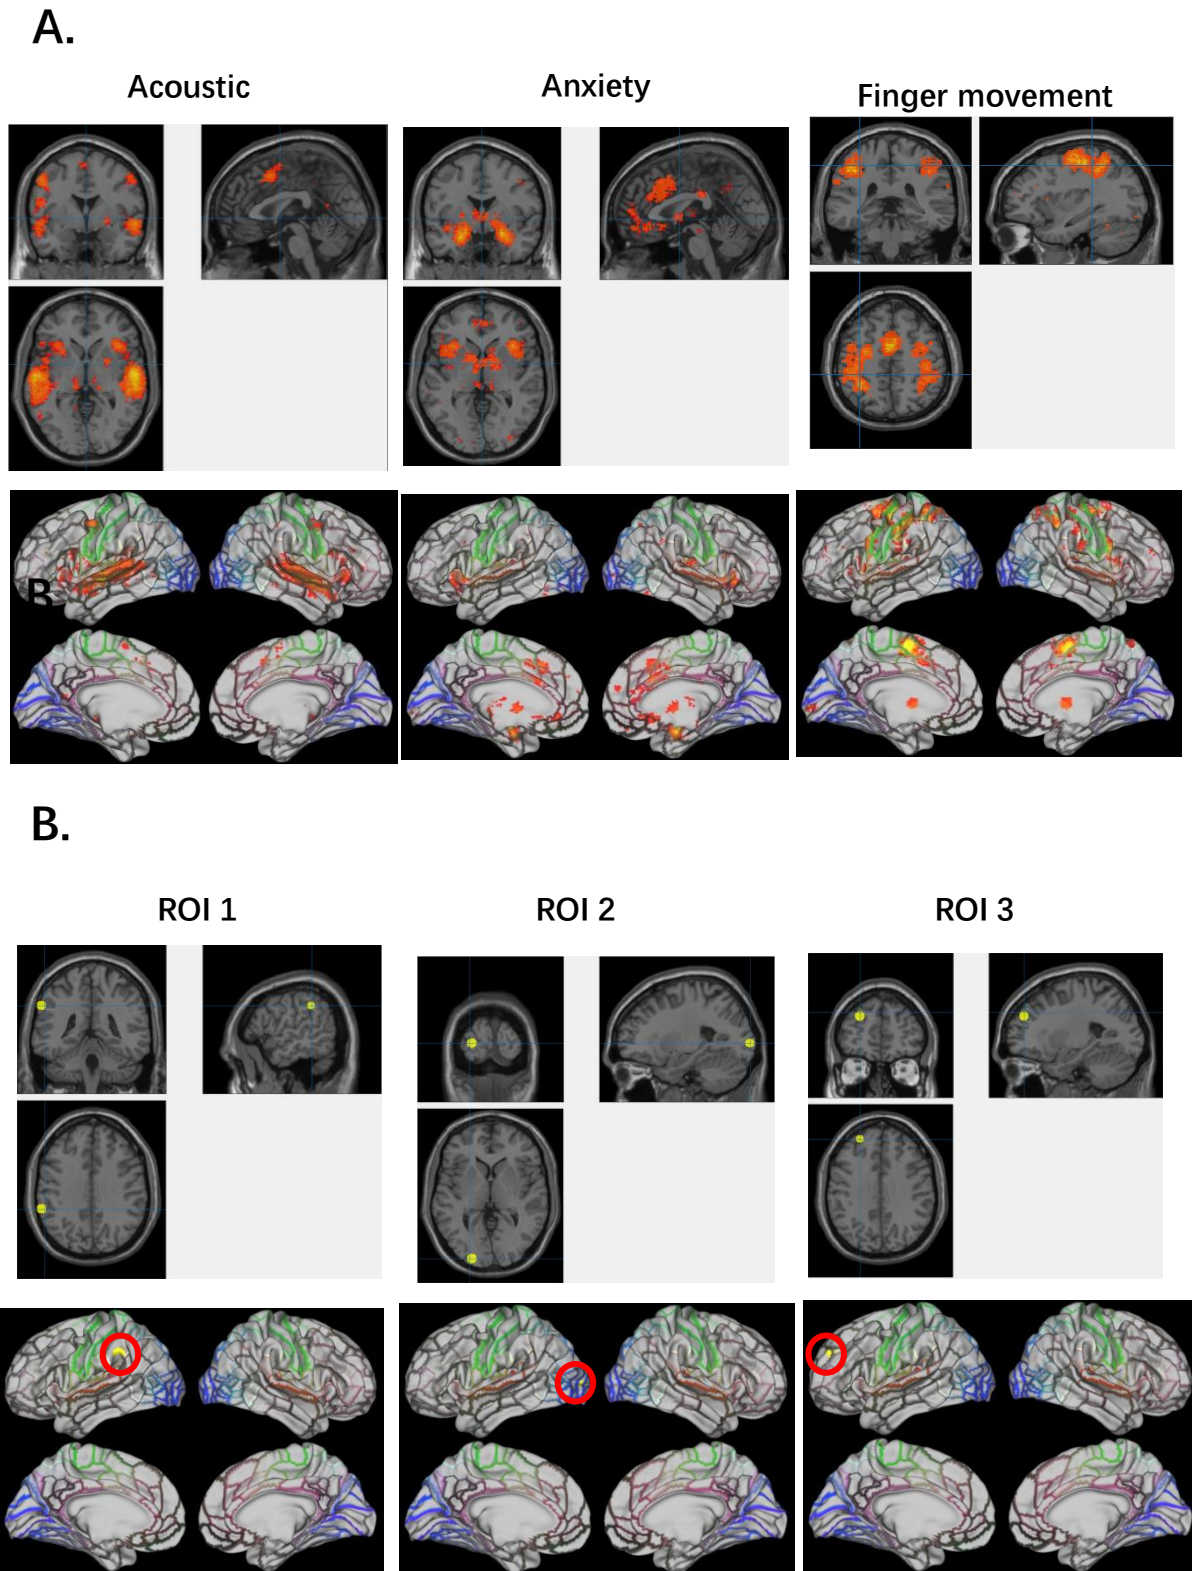 A.
Acoustic
Anxiety
Finger movement
B
B.
ROI 1
ROI 2
ROI 3